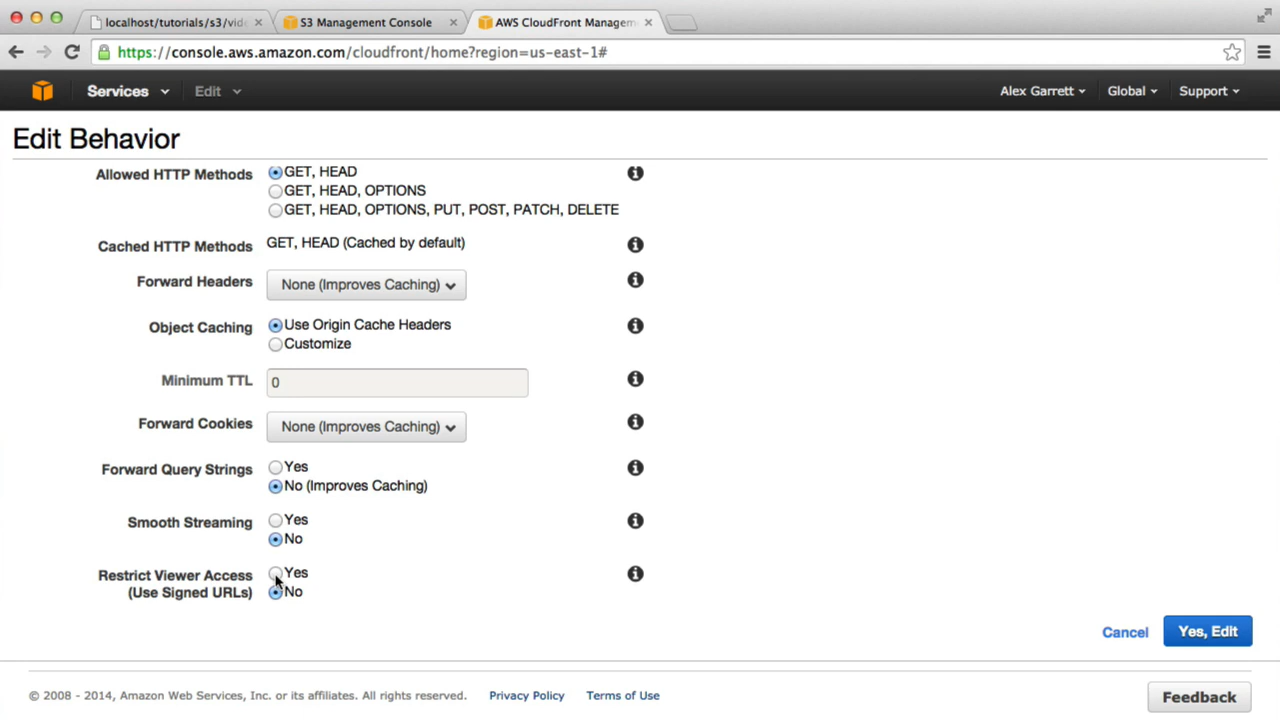 localhost/tutorials/s3/vide
S3 Management Console
AWS CloudFront Managem
https://console.aws.amazon.com/cloudfront/home?region=us-east-1#
Services Edit Alex Garrett Global Support
Edit Behavior
Allowed HTTP Methods GET, HEAD
GET, HEAD, OPTIONS
GET, HEAD, OPTIONS, PUT, POST, PATCH, DELETE
Cached HTTP Methods GET, HEAD (Cached by default)
Forward Headers None (Improves Caching)
Object Caching Use Origin Cache Headers
Customize
Minimum TTL 0
Forward Cookies None (Improves Caching)
Forward Query Strings Yes
No (Improves Caching)
Smooth Streaming Yes
No
Restrict Viewer Access Yes
(Use Signed URLs) No
Cancel Yes, Edit
© 2008 - 2014, Amazon Web Services, Inc. or its affiliates. All rights reserved. Privacy Policy Terms of Use Feedback